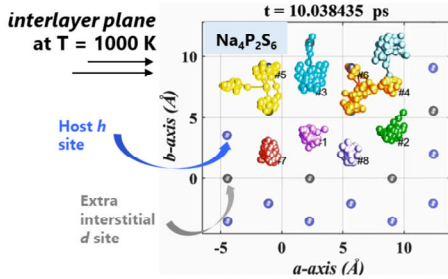 interlayer plane
at T = 1000 K
t = 10.038435 ps
Na4P2S6
Host h
site
Extra
interstitial
d site
b-axis (Å)
15
10
5
0
#5
#3
#6
#4
#7
#1
#8
#2
-5
0
5
10
a-axis (Å)